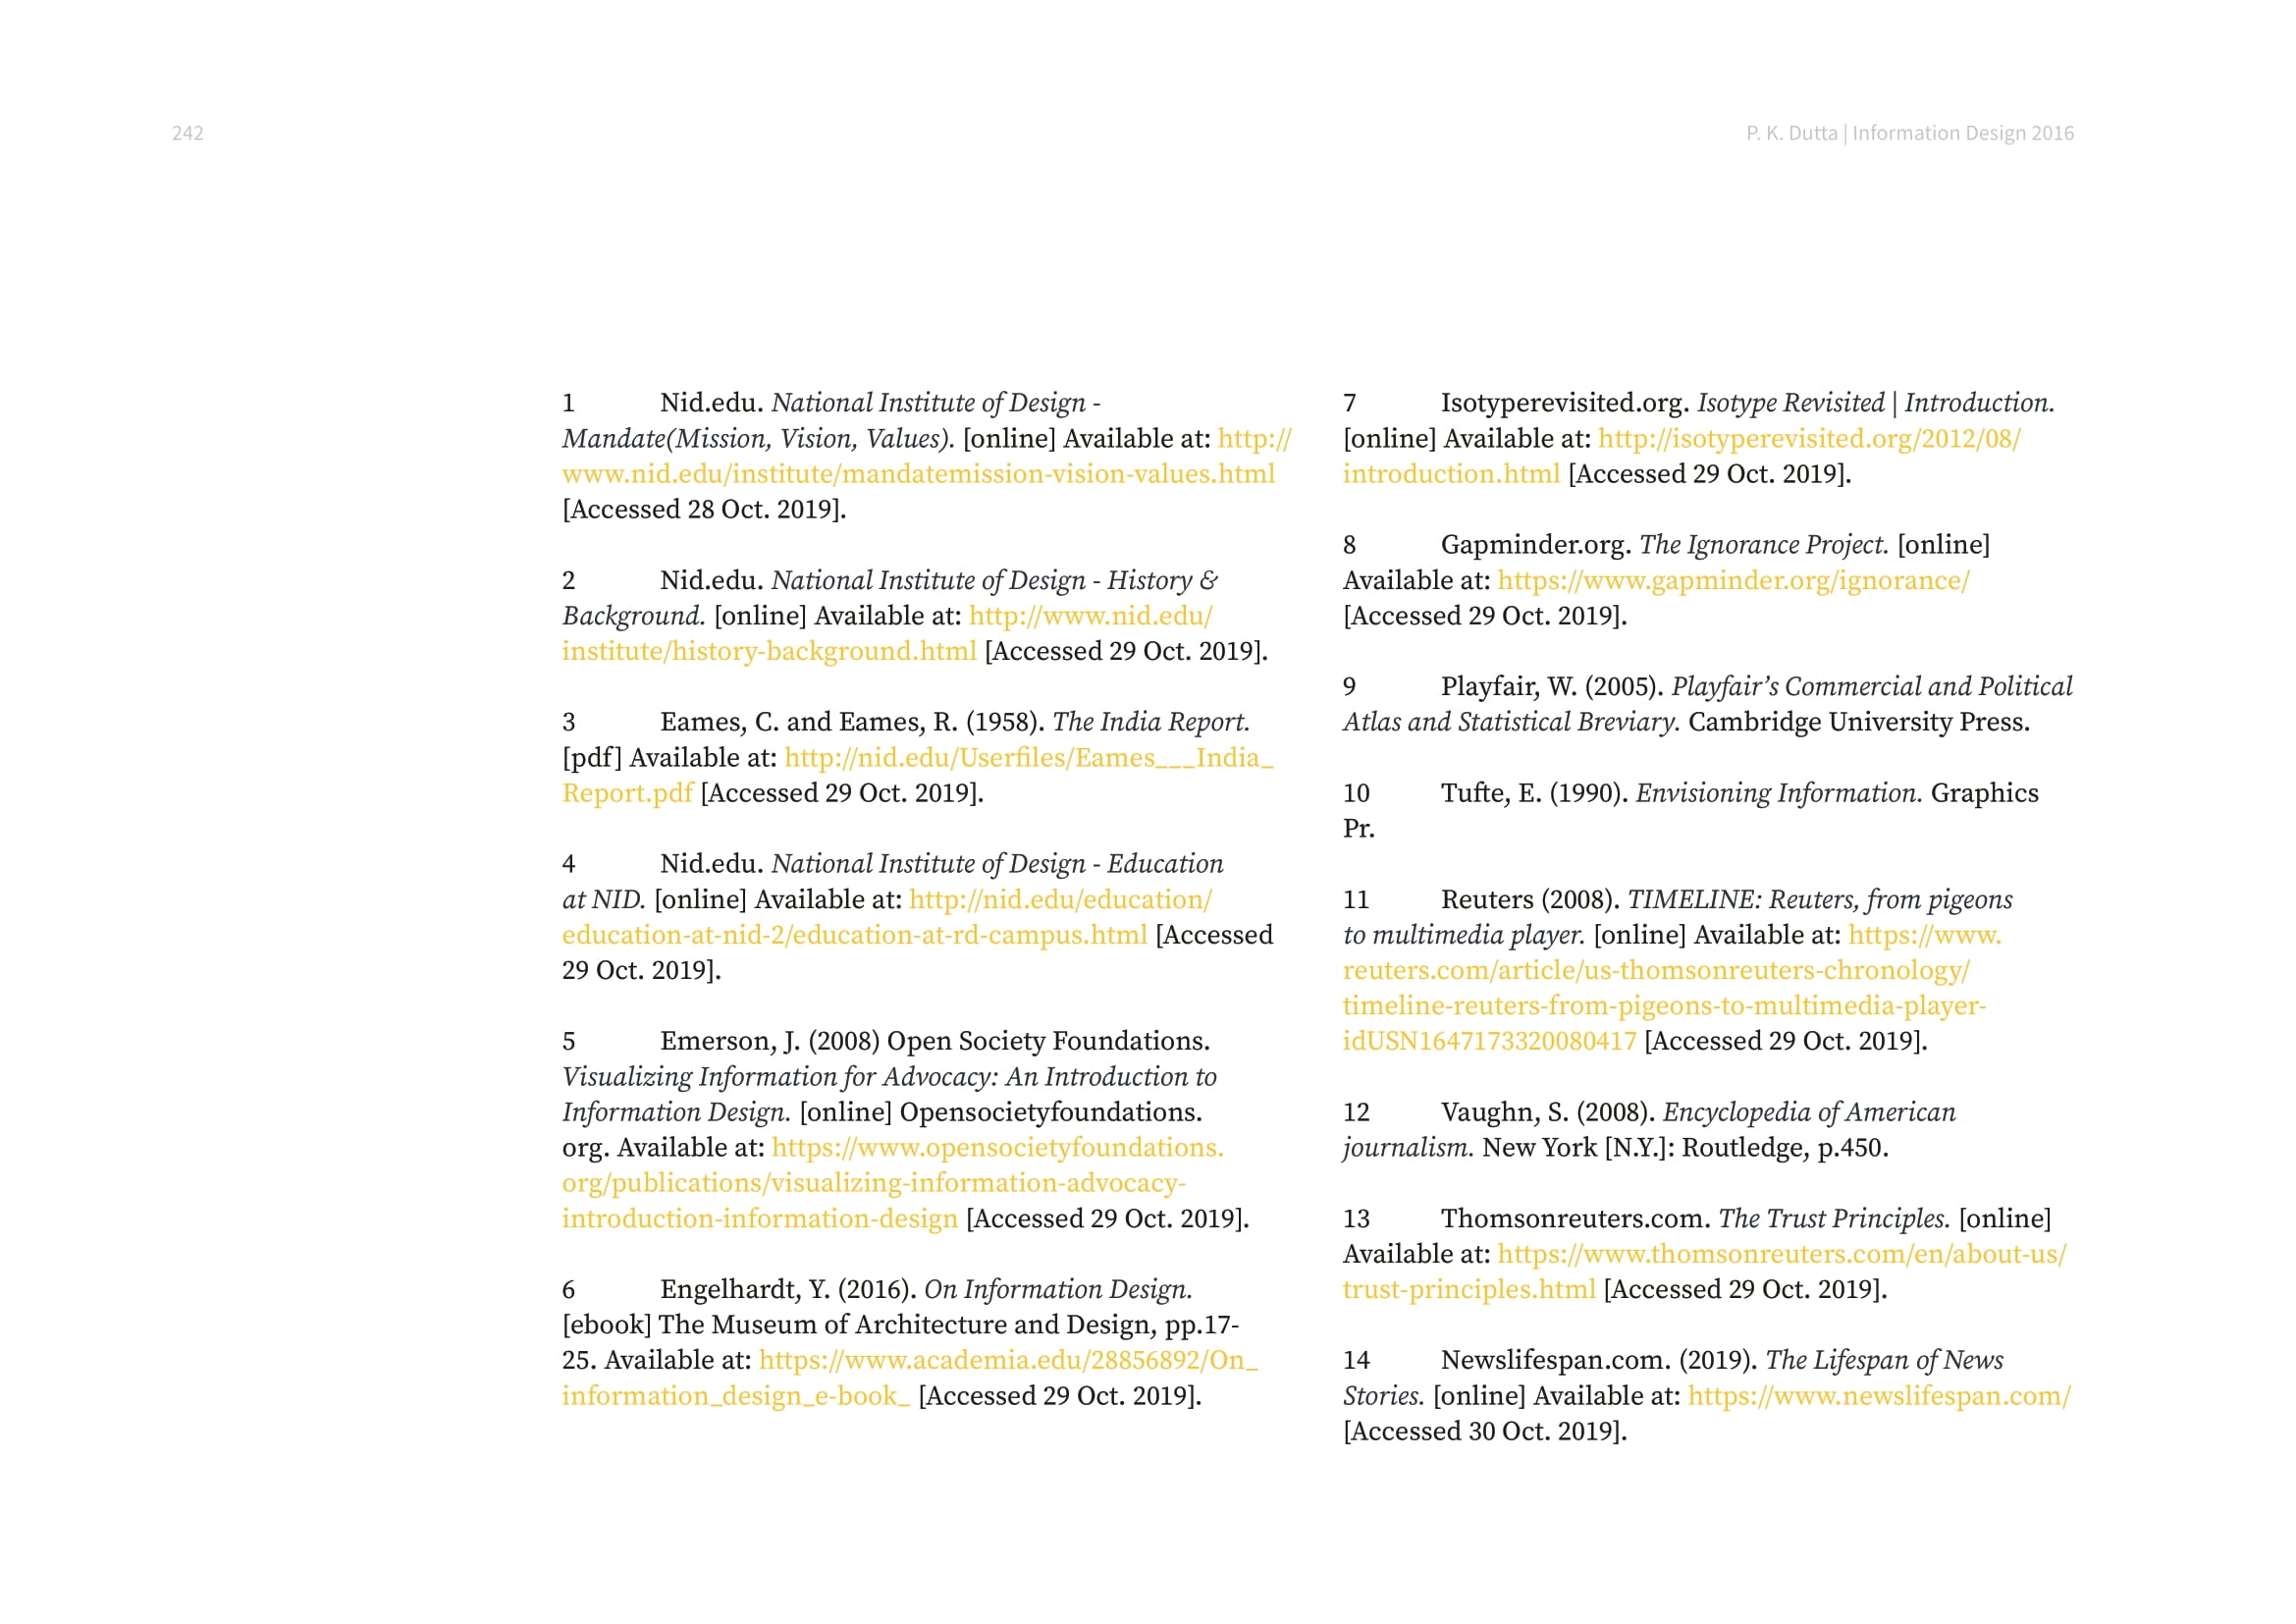 242
P. K. Dutta | Information Design 2016
1 Nid.edu. National Institute of Design -
Mandate(Mission, Vision, Values). [online] Available at: http://
www.nid.edu/institute/mandatemission-vision-values.html
[Accessed 28 Oct. 2019].
2 Nid.edu. National Institute of Design - History &
Background. [online] Available at: http://www.nid.edu/
institute/history-background.html [Accessed 29 Oct. 2019].
3 Eames, C. and Eames, R. (1958). The India Report.
[pdf] Available at: http://nid.edu/Userfiles/Eames___India_
Report.pdf [Accessed 29 Oct. 2019].
4 Nid.edu. National Institute of Design - Education
at NID. [online] Available at: http://nid.edu/education/
education-at-nid-2/education-at-rd-campus.html [Accessed
29 Oct. 2019].
5 Emerson, J. (2008) Open Society Foundations.
Visualizing Information for Advocacy: An Introduction to
Information Design. [online] Opensocietyfoundations.
org. Available at: https://www.opensocietyfoundations.
org/publications/visualizing-information-advocacy-
introduction-information-design [Accessed 29 Oct. 2019].
6 Engelhardt, Y. (2016). On Information Design.
[ebook] The Museum of Architecture and Design, pp.17-
25. Available at: https://www.academia.edu/28856892/On_
information_design_e-book_ [Accessed 29 Oct. 2019].
7 Isotyperevisited.org. Isotype Revisited | Introduction.
[online] Available at: http://isotyperevisited.org/2012/08/
introduction.html [Accessed 29 Oct. 2019].
8 Gapminder.org. The Ignorance Project. [online]
Available at: https://www.gapminder.org/ignorance/
[Accessed 29 Oct. 2019].
9 Playfair, W. (2005). Playfair’s Commercial and Political
Atlas and Statistical Breviary. Cambridge University Press.
10 Tufte, E. (1990). Envisioning Information. Graphics
Pr.
11 Reuters (2008). TIMELINE: Reuters, from pigeons
to multimedia player. [online] Available at: https://www.
reuters.com/article/us-thomsonreuters-chronology/
timeline-reuters-from-pigeons-to-multimedia-player-
idUSN1647173320080417 [Accessed 29 Oct. 2019].
12 Vaughn, S. (2008). Encyclopedia of American
journalism. New York [N.Y.]: Routledge, p.450.
13 Thomsonreuters.com. The Trust Principles. [online]
Available at: https://www.thomsonreuters.com/en/about-us/
trust-principles.html [Accessed 29 Oct. 2019].
14 Newslifespan.com. (2019). The Lifespan of News
Stories. [online] Available at: https://www.newslifespan.com/
[Accessed 30 Oct. 2019].